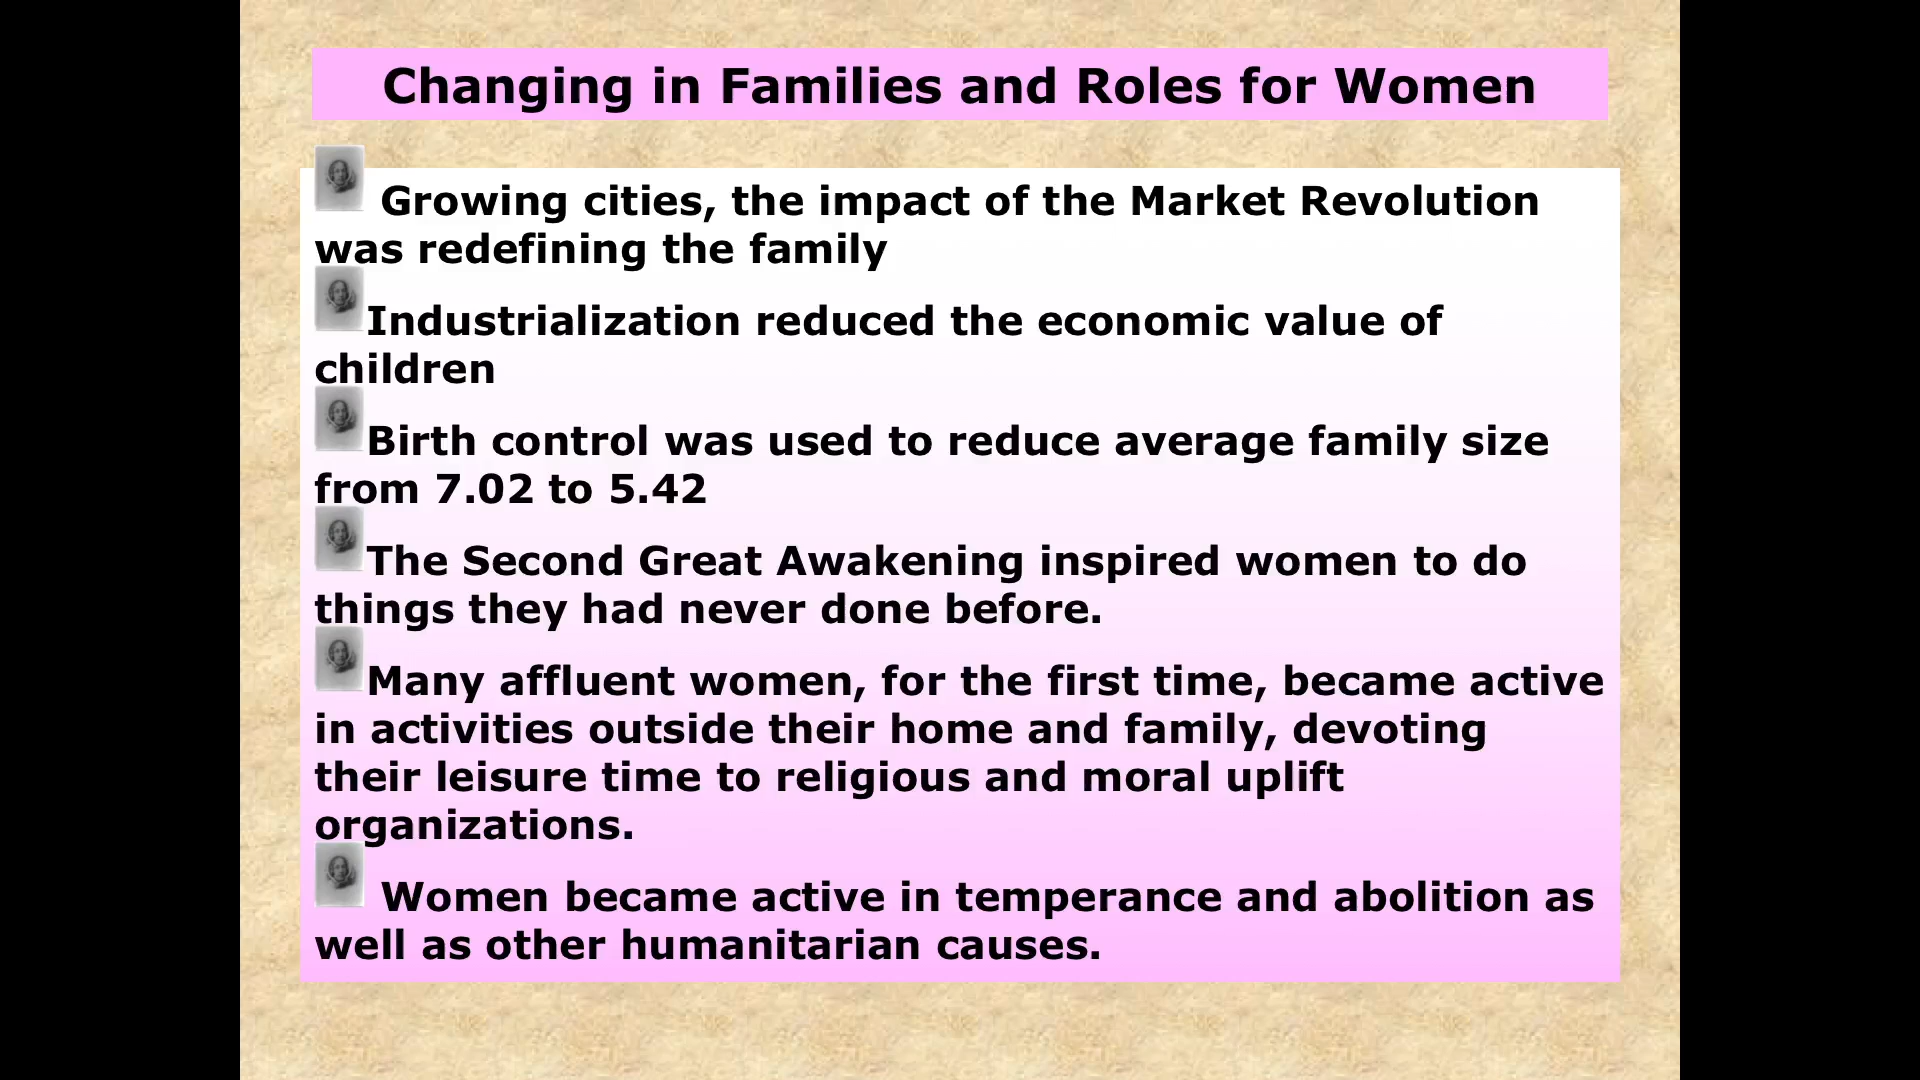 Changing in Families and Roles for Women
Growing cities, the impact of the Market Revolution
was redefining the family
Industrialization reduced the economic value of
children
Birth control was used to reduce average family size
from 7.02 to 5.42
The Second Great Awakening inspired women to do
things they had never done before.
Many affluent women, for the first time, became active
in activities outside their home and family, devoting
their leisure time to religious and moral uplift
organizations.
Women became active in temperance and abolition as
well as other humanitarian causes.